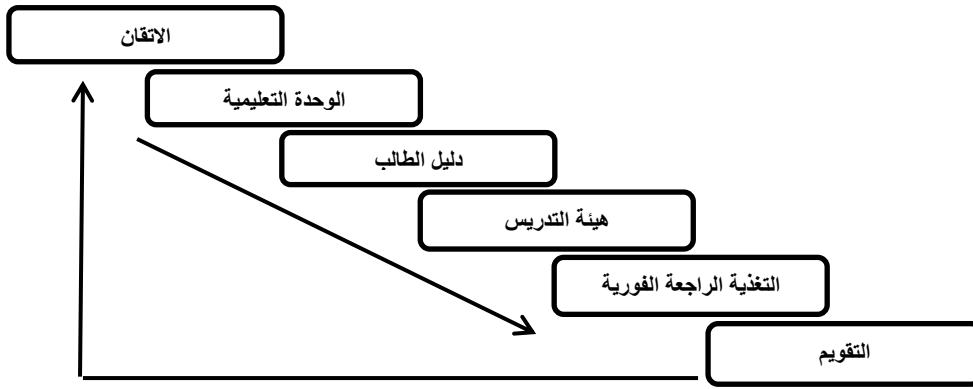 الاتقان
الوحدة التعليمية
دليل الطالب
هيئة التدريس
التغذية الراجعة الفورية
التقويم